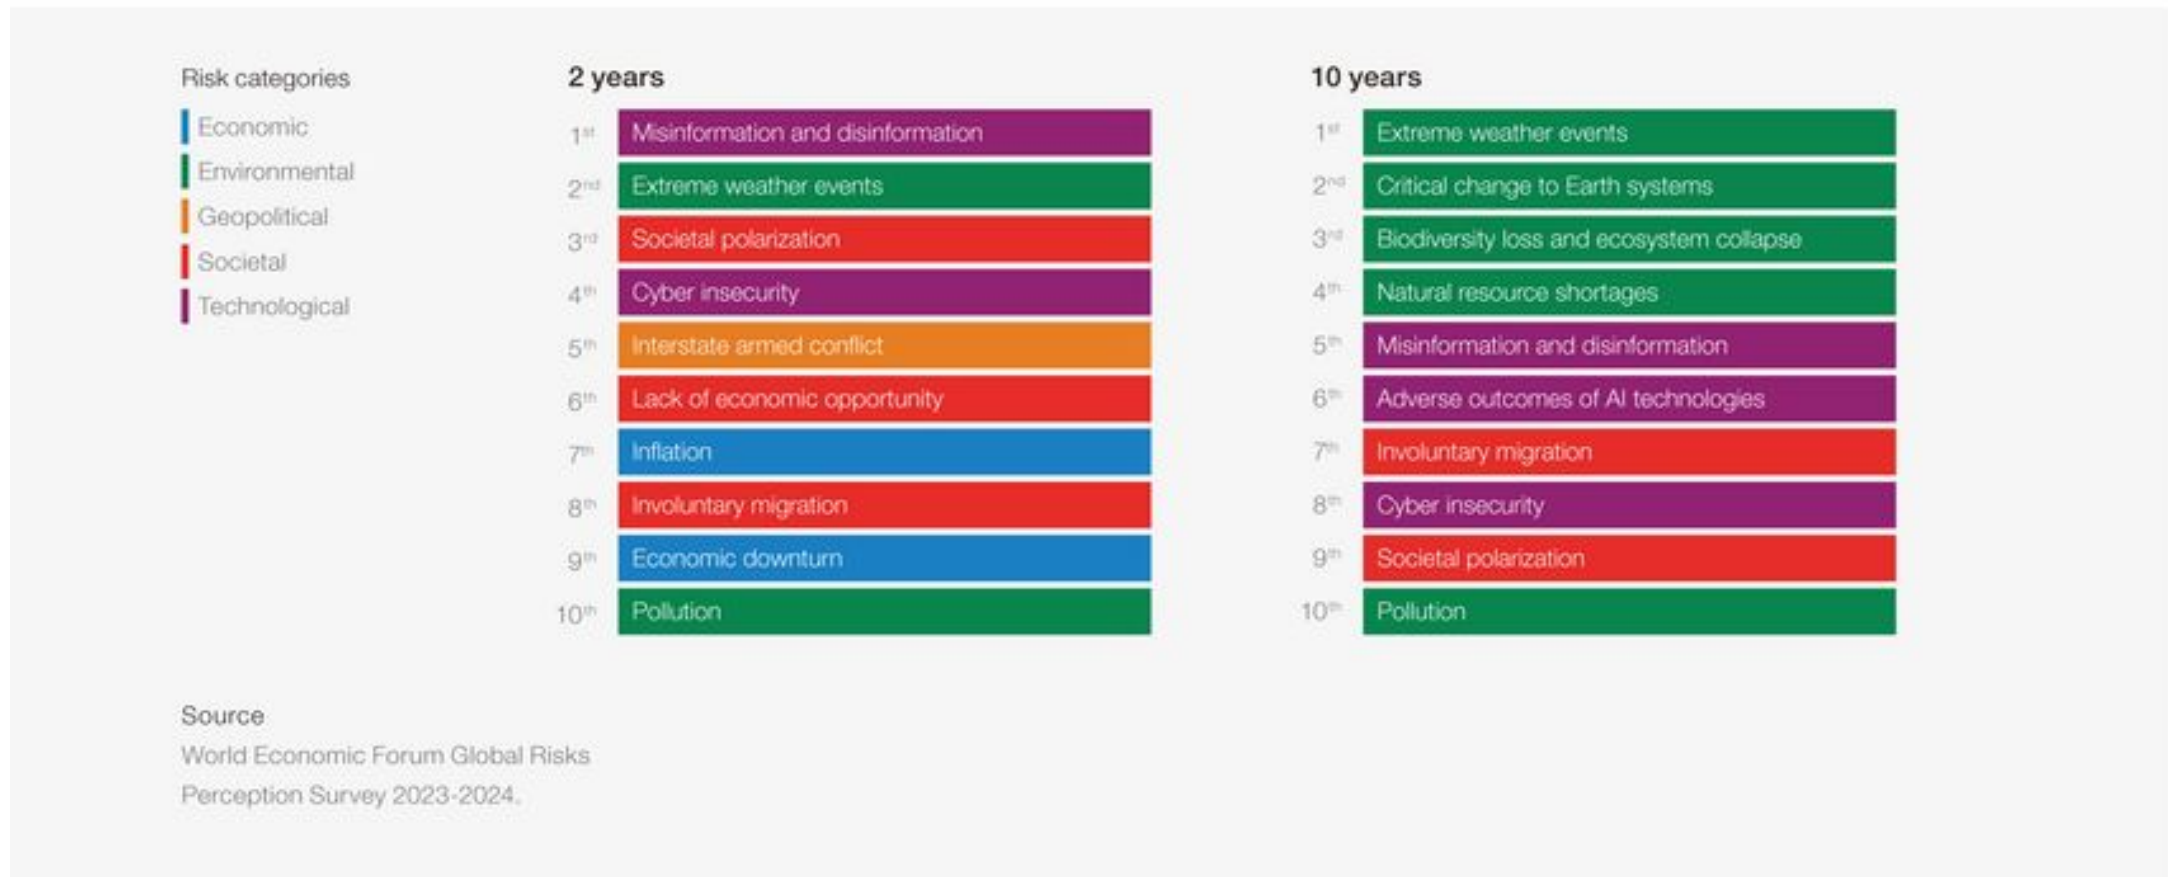 Risk categories
Economic
Environmental
Geopolitical
Societal
Technological
2 years
1st Misinformation and disinformation
2nd Extreme weather events
3rd Societal polarization
4th Cyber insecurity
5th Interstate armed conflict
6th Lack of economic opportunity
7th Inflation
8th Involuntary migration
9th Economic downturn
10th Pollution
10 years
1st Extreme weather events
2nd Critical change to Earth systems
3rd Biodiversity loss and ecosystem collapse
4th Natural resource shortages
5th Misinformation and disinformation
6th Adverse outcomes of AI technologies
7th Involuntary migration
8th Cyber insecurity
9th Societal polarization
10th Pollution
Source
World Economic Forum Global Risks
Perception Survey 2023-2024.